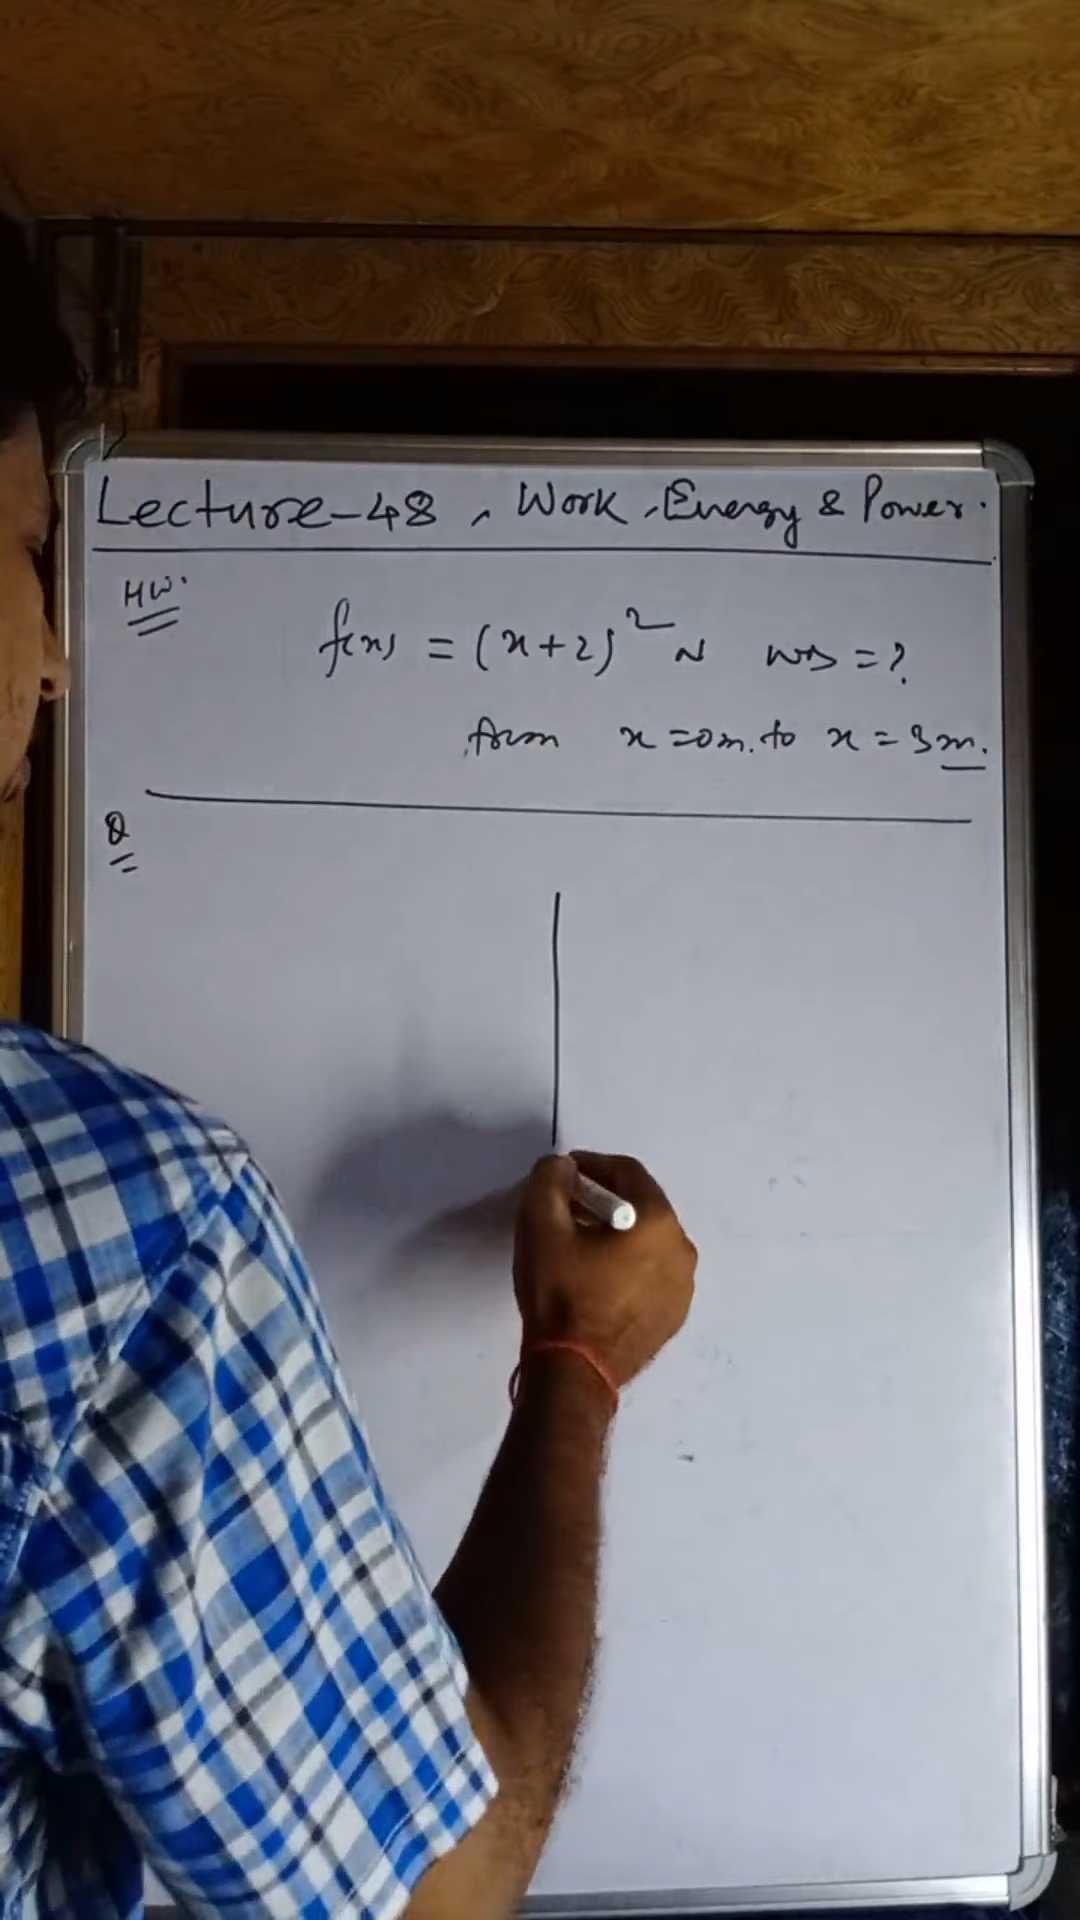 Lecture-48, Work, Energy & Power.
HW.
f(x) = (x+2)² N WD = ?
from x=0m. to x = 3m.
Q